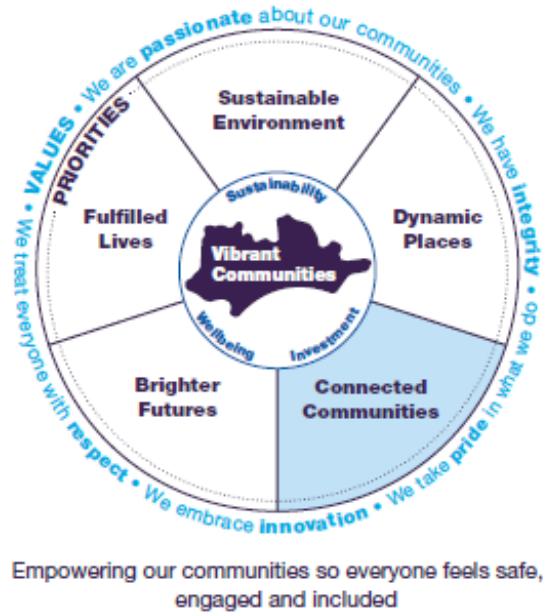 VALUES • We are passionate about our communities • We have integrity • We take pride in what we do • We embrace innovation • We treat everyone with respect •
PRIORITIES
Sustainable
Environment
Dynamic
Places
Connected
Communities
Brighter
Futures
Fulfilled
Lives
Sustainability
Investment
Wellbeing
Vibrant
Communities
Empowering our communities so everyone feels safe,
engaged and included